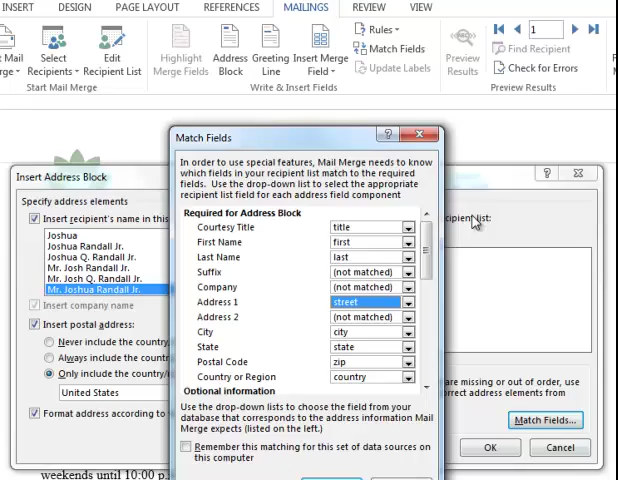 INSERT DESIGN PAGE LAYOUT REFERENCES MAILINGS REVIEW VIEW
Rules 1
Mail Select Edit Highlight Address Greeting Insert Merge Match Fields Preview Find Recipient
Recipients Recipient List Merge Fields Block Line Field Update Labels Results Check for Errors
Start Mail Merge Write & Insert Fields Preview Results
Match Fields
Insert Address Block
In order to use special features, Mail Merge needs to know
which fields in your recipient list match to the required
fields. Use the drop-down list to select the appropriate
recipient list field for each address field component
Specify address elements
Insert recipient's name in this
Joshua
Joshua Randall Jr.
Joshua Q. Randall Jr.
Mr. Josh Randall Jr.
Mr. Josh Q. Randall Jr.
Mr. Joshua Randall Jr.
Insert company name
Insert postal address:
Never include the
Always include the
Only include the
United States
Format address according to
Required for Address Block
Courtesy Title title
First Name first
Last Name last
Suffix (not matched)
Company (not matched)
Address 1 street
Address 2 (not matched)
City city
State state
Postal Code zip
Country or Region country
Optional information
Use the drop-down lists to choose the field from your
database that corresponds to the address information Mail
Merge expects (listed on the left.)
Remember this matching for this set of data sources on
this computer
list:
are missing or out of order, use
address elements from
Match Fields...
OK Cancel
weekends until 10:00 p.